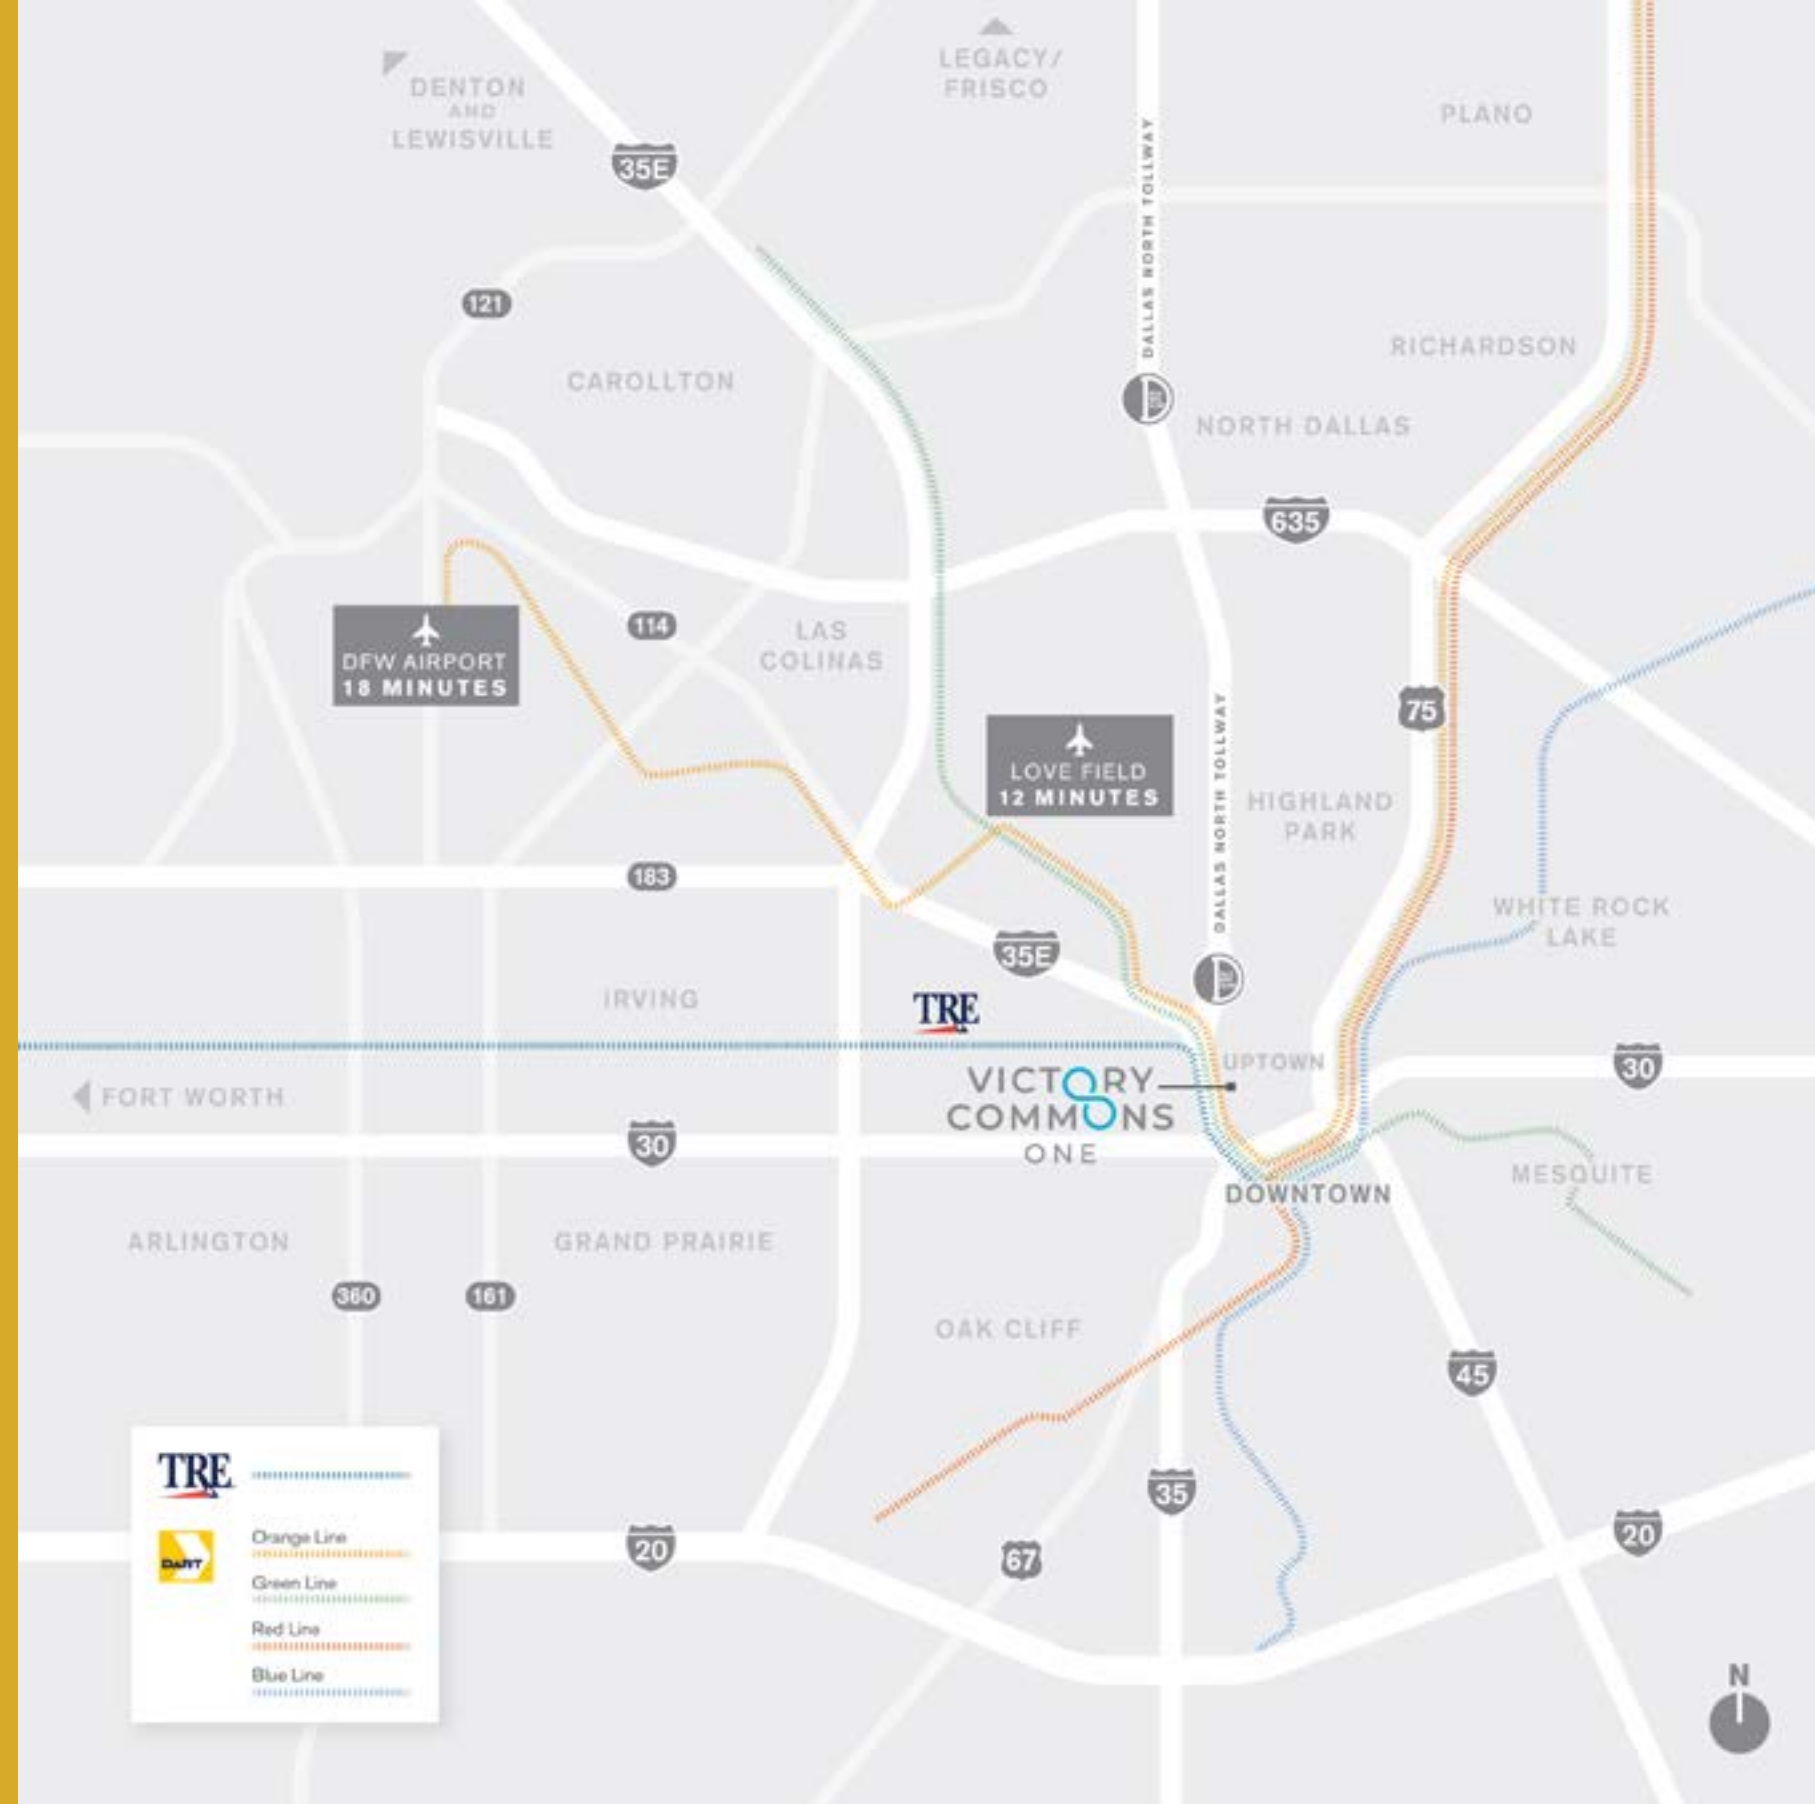 LEGACY/
FRISCO
DENTON
AND
LEWISVILLE
PLANO
35E
DALLAS NORTH TOLLWAY
121
RICHARDSON
CAROLLTON
NORTH DALLAS
635
DFW AIRPORT
18 MINUTES
114
LAS
COLINAS
75
LOVE FIELD
12 MINUTES
DALLAS NORTH TOLLWAY
HIGHLAND
PARK
183
WHITE ROCK
LAKE
35E
IRVING
TRE
UPTOWN
30
VICTORY
COMMONS
ONE
FORT WORTH
30
MESQUITE
DOWNTOWN
ARLINGTON
GRAND PRAIRIE
360
161
OAK CLIFF
45
35
20
67
20
TRE
DART
Orange Line
Green Line
Red Line
Blue Line
N